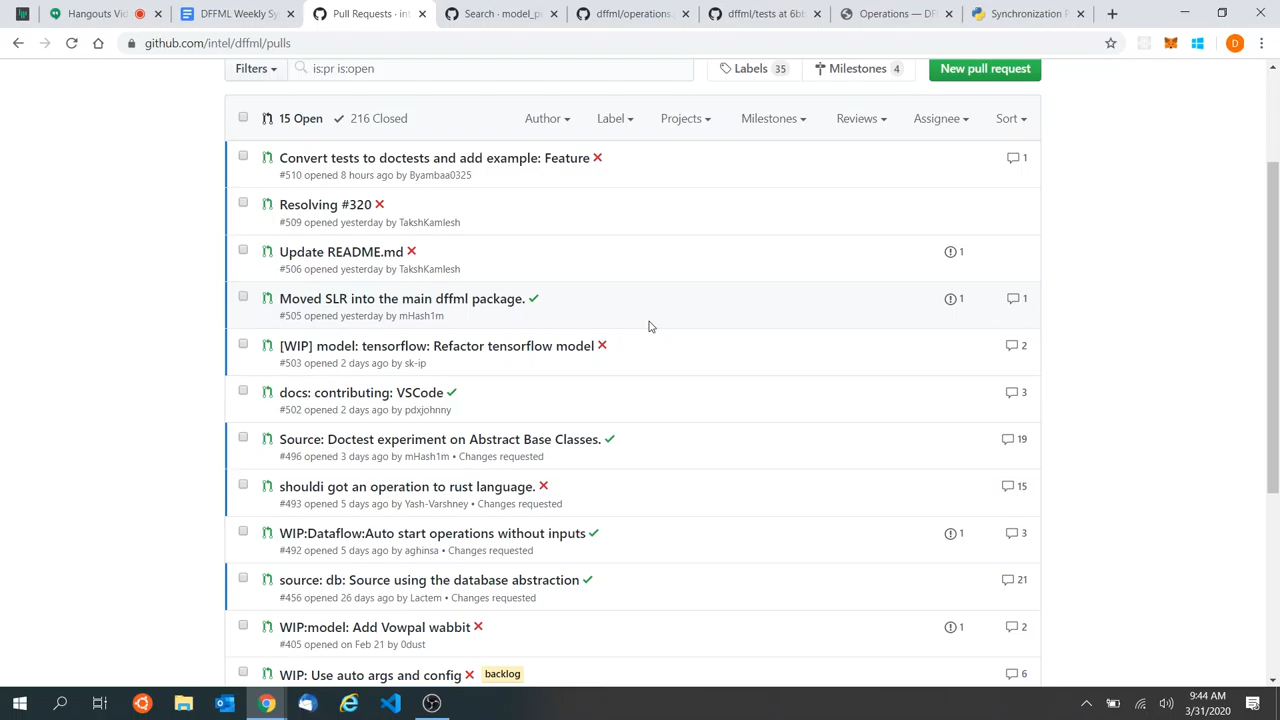 Hangouts Vid
DFFML Weekly Sy
Pull Requests · int
Search · model_p
dffml/operations.
dffml/tests at 6b
Operations — DF
Synchronization P
github.com/intel/dffml/pulls
Filters
is:pr is:open
Labels 35
Milestones 4
New pull request
15 Open
216 Closed
Author
Label
Projects
Milestones
Reviews
Assignee
Sort
Convert tests to doctests and add example: Feature
1
#510 opened 8 hours ago by Byambaa0325
Resolving #320
#509 opened yesterday by TakshKamlesh
Update README.md
1
#506 opened yesterday by TakshKamlesh
Moved SLR into the main dffml package.
1
1
#505 opened yesterday by mHash1m
[WIP] model: tensorflow: Refactor tensorflow model
2
#503 opened 2 days ago by sk-ip
docs: contributing: VSCode
3
#502 opened 2 days ago by pdxjohnny
Source: Doctest experiment on Abstract Base Classes.
19
#496 opened 3 days ago by mHash1m • Changes requested
shouldi got an operation to rust language.
15
#493 opened 5 days ago by Yash-Varshney • Changes requested
WIP:Dataflow:Auto start operations without inputs
1
3
#492 opened 5 days ago by aghinsa • Changes requested
source: db: Source using the database abstraction
21
#456 opened 26 days ago by Lactem • Changes requested
WIP:model: Add Vowpal wabbit
1
2
#405 opened on Feb 21 by 0dust
WIP: Use auto args and config
backlog
6
9:44 AM
3/31/2020